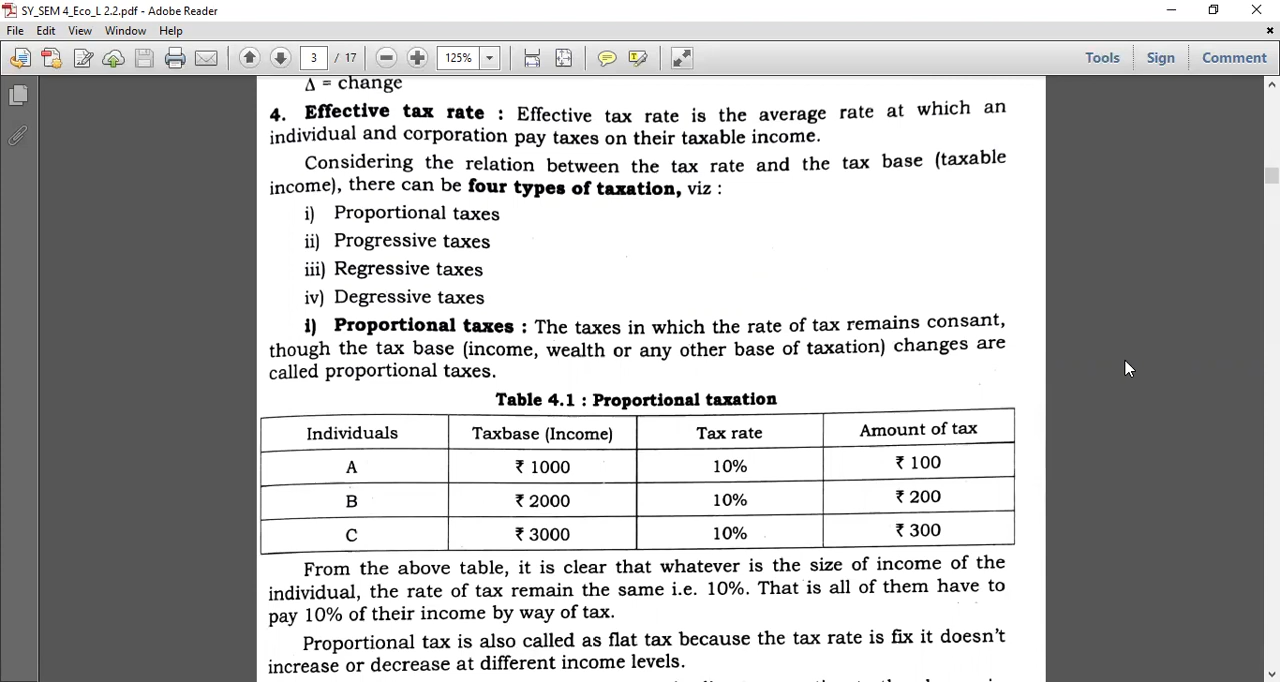 SY_SEM 4_Eco_L 2.2.pdf - Adobe Reader
File Edit View Window Help
3 / 17 125% Tools Sign Comment
Δ = change
4. Effective tax rate : Effective tax rate is the average rate at which an
individual and corporation pay taxes on their taxable income.
Considering the relation between the tax rate and the tax base (taxable
income), there can be four types of taxation, viz :
i) Proportional taxes
ii) Progressive taxes
iii) Regressive taxes
iv) Degressive taxes
i) Proportional taxes : The taxes in which the rate of tax remains consant,
though the tax base (income, wealth or any other base of taxation) changes are
called proportional taxes.
Table 4.1 : Proportional taxation
Individuals Taxbase (Income) Tax rate Amount of tax
A ₹ 1000 10% ₹ 100
B ₹ 2000 10% ₹ 200
C ₹ 3000 10% ₹ 300
From the above table, it is clear that whatever is the size of income of the
individual, the rate of tax remain the same i.e. 10%. That is all of them have to
pay 10% of their income by way of tax.
Proportional tax is also called as flat tax because the tax rate is fix it doesn't
increase or decrease at different income levels.